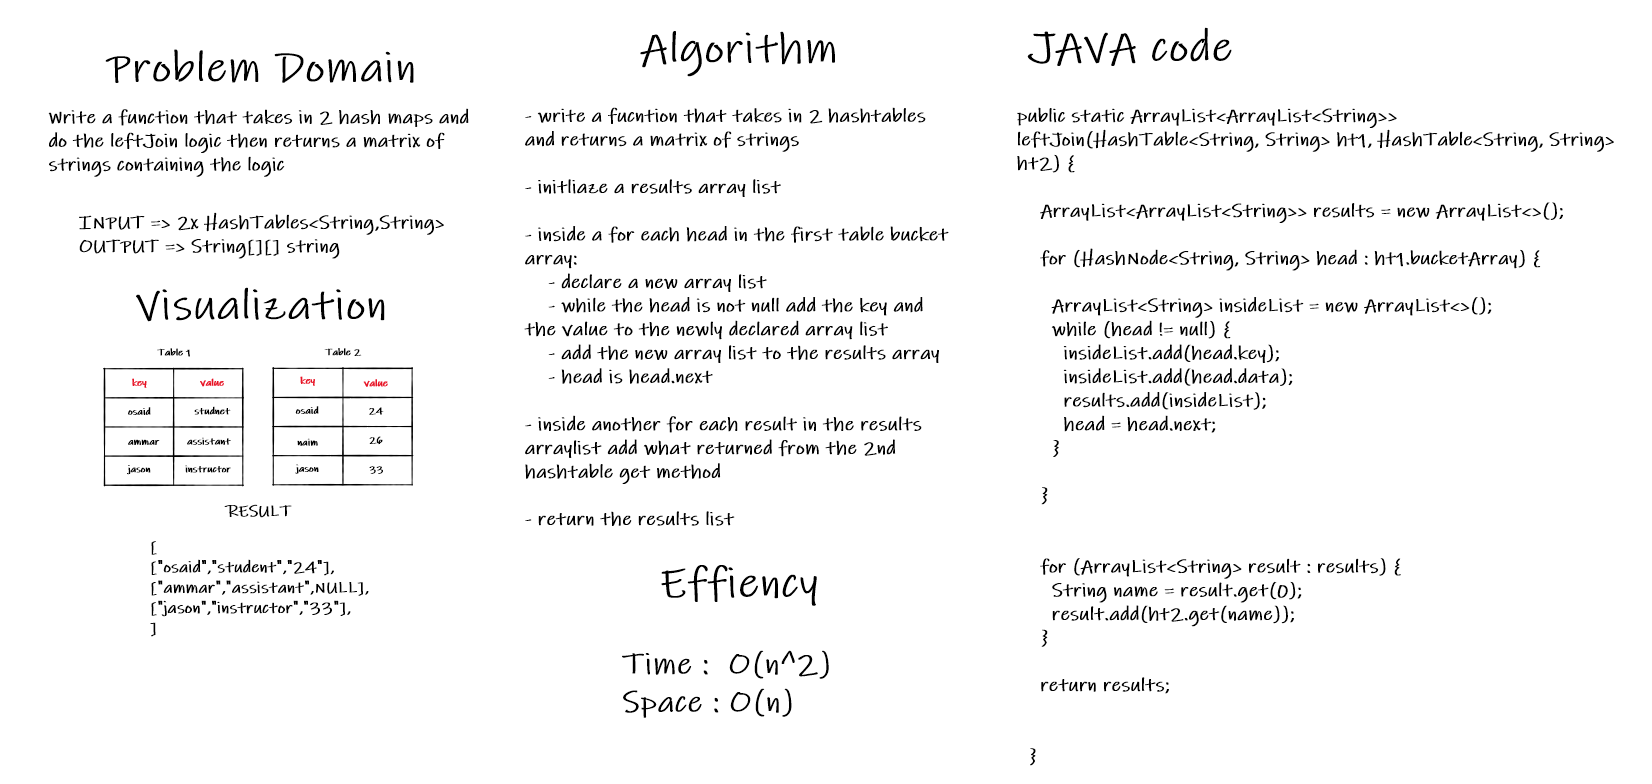 Problem Domain
Write a function that takes in 2 hash maps and
do the leftJoin logic then returns a matrix of
strings containing the logic
INPUT => 2x HashTables<String,String>
OUTPUT => String[][] string
Visualization
Table 1
key value
osaid studnet
ammar assistant
jason instructor
Table 2
key value
osaid 24
naim 26
jason 33
RESULT
[
["osaid","student","24"],
["ammar","assistant",NULL],
["jason","instructor","33"],
]
Algorithm
- write a fucntion that takes in 2 hashtables
and returns a matrix of strings
- initliaze a results array list
- inside a for each head in the first table bucket
array:
- declare a new array list
- while the head is not null add the key and
the value to the newly declared array list
- add the new array list to the results array
- head is head.next
- inside another for each result in the results
arraylist add what returned from the 2nd
hashtable get method
- return the results list
Effiency
Time : O(n^2)
Space : O(n)
JAVA code
public static ArrayList<ArrayList<String>>
leftJoin(HashTable<String, String> ht1, HashTable<String, String>
ht2) {
ArrayList<ArrayList<String>> results = new ArrayList<>();
for (HashNode<String, String> head : ht1.bucketArray) {
ArrayList<String> insideList = new ArrayList<>();
while (head != null) {
insideList.add(head.key);
insideList.add(head.data);
results.add(insideList);
head = head.next;
}
}
for (ArrayList<String> result : results) {
String name = result.get(0);
result.add(ht2.get(name));
}
return results;
}